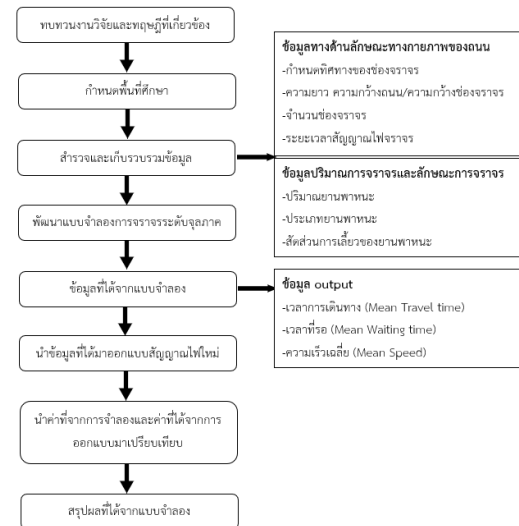 ทบทวนงานวิจัยและทฤษฎีที่เกี่ยวข้อง
กำหนดพื้นที่ศึกษา
สำรวจและเก็บรวบรวมข้อมูล
พัฒนาแบบจำลองการจราจรระดับจุลภาค
ข้อมูลที่ได้จากแบบจำลอง
นำข้อมูลที่ได้มาออกแบบสัญญาณไฟใหม่
นำค่าที่จากการจำลองและค่าที่ได้จากการ
ออกแบบมาเปรียบเทียบ
สรุปผลที่ได้จากแบบจำลอง
ข้อมูลทางด้านลักษณะทางกายภาพของถนน
-กำหนดทิศทางของช่องจราจร
-ความยาว ความกว้างถนน/ความกว้างช่องจราจร
-จำนวนช่องจราจร
-ระยะเวลาสัญญาณไฟจราจร
ข้อมูลปริมาณการจราจรและลักษณะการจราจร
-ปริมาณยานพาหนะ
-ประเภทยานพาหนะ
-สัดส่วนการเลี้ยวของยานพาหนะ
ข้อมูล output
-เวลาการเดินทาง (Mean Travel time)
-เวลาที่รอ (Mean Waiting time)
-ความเร็วเฉลี่ย (Mean Speed)